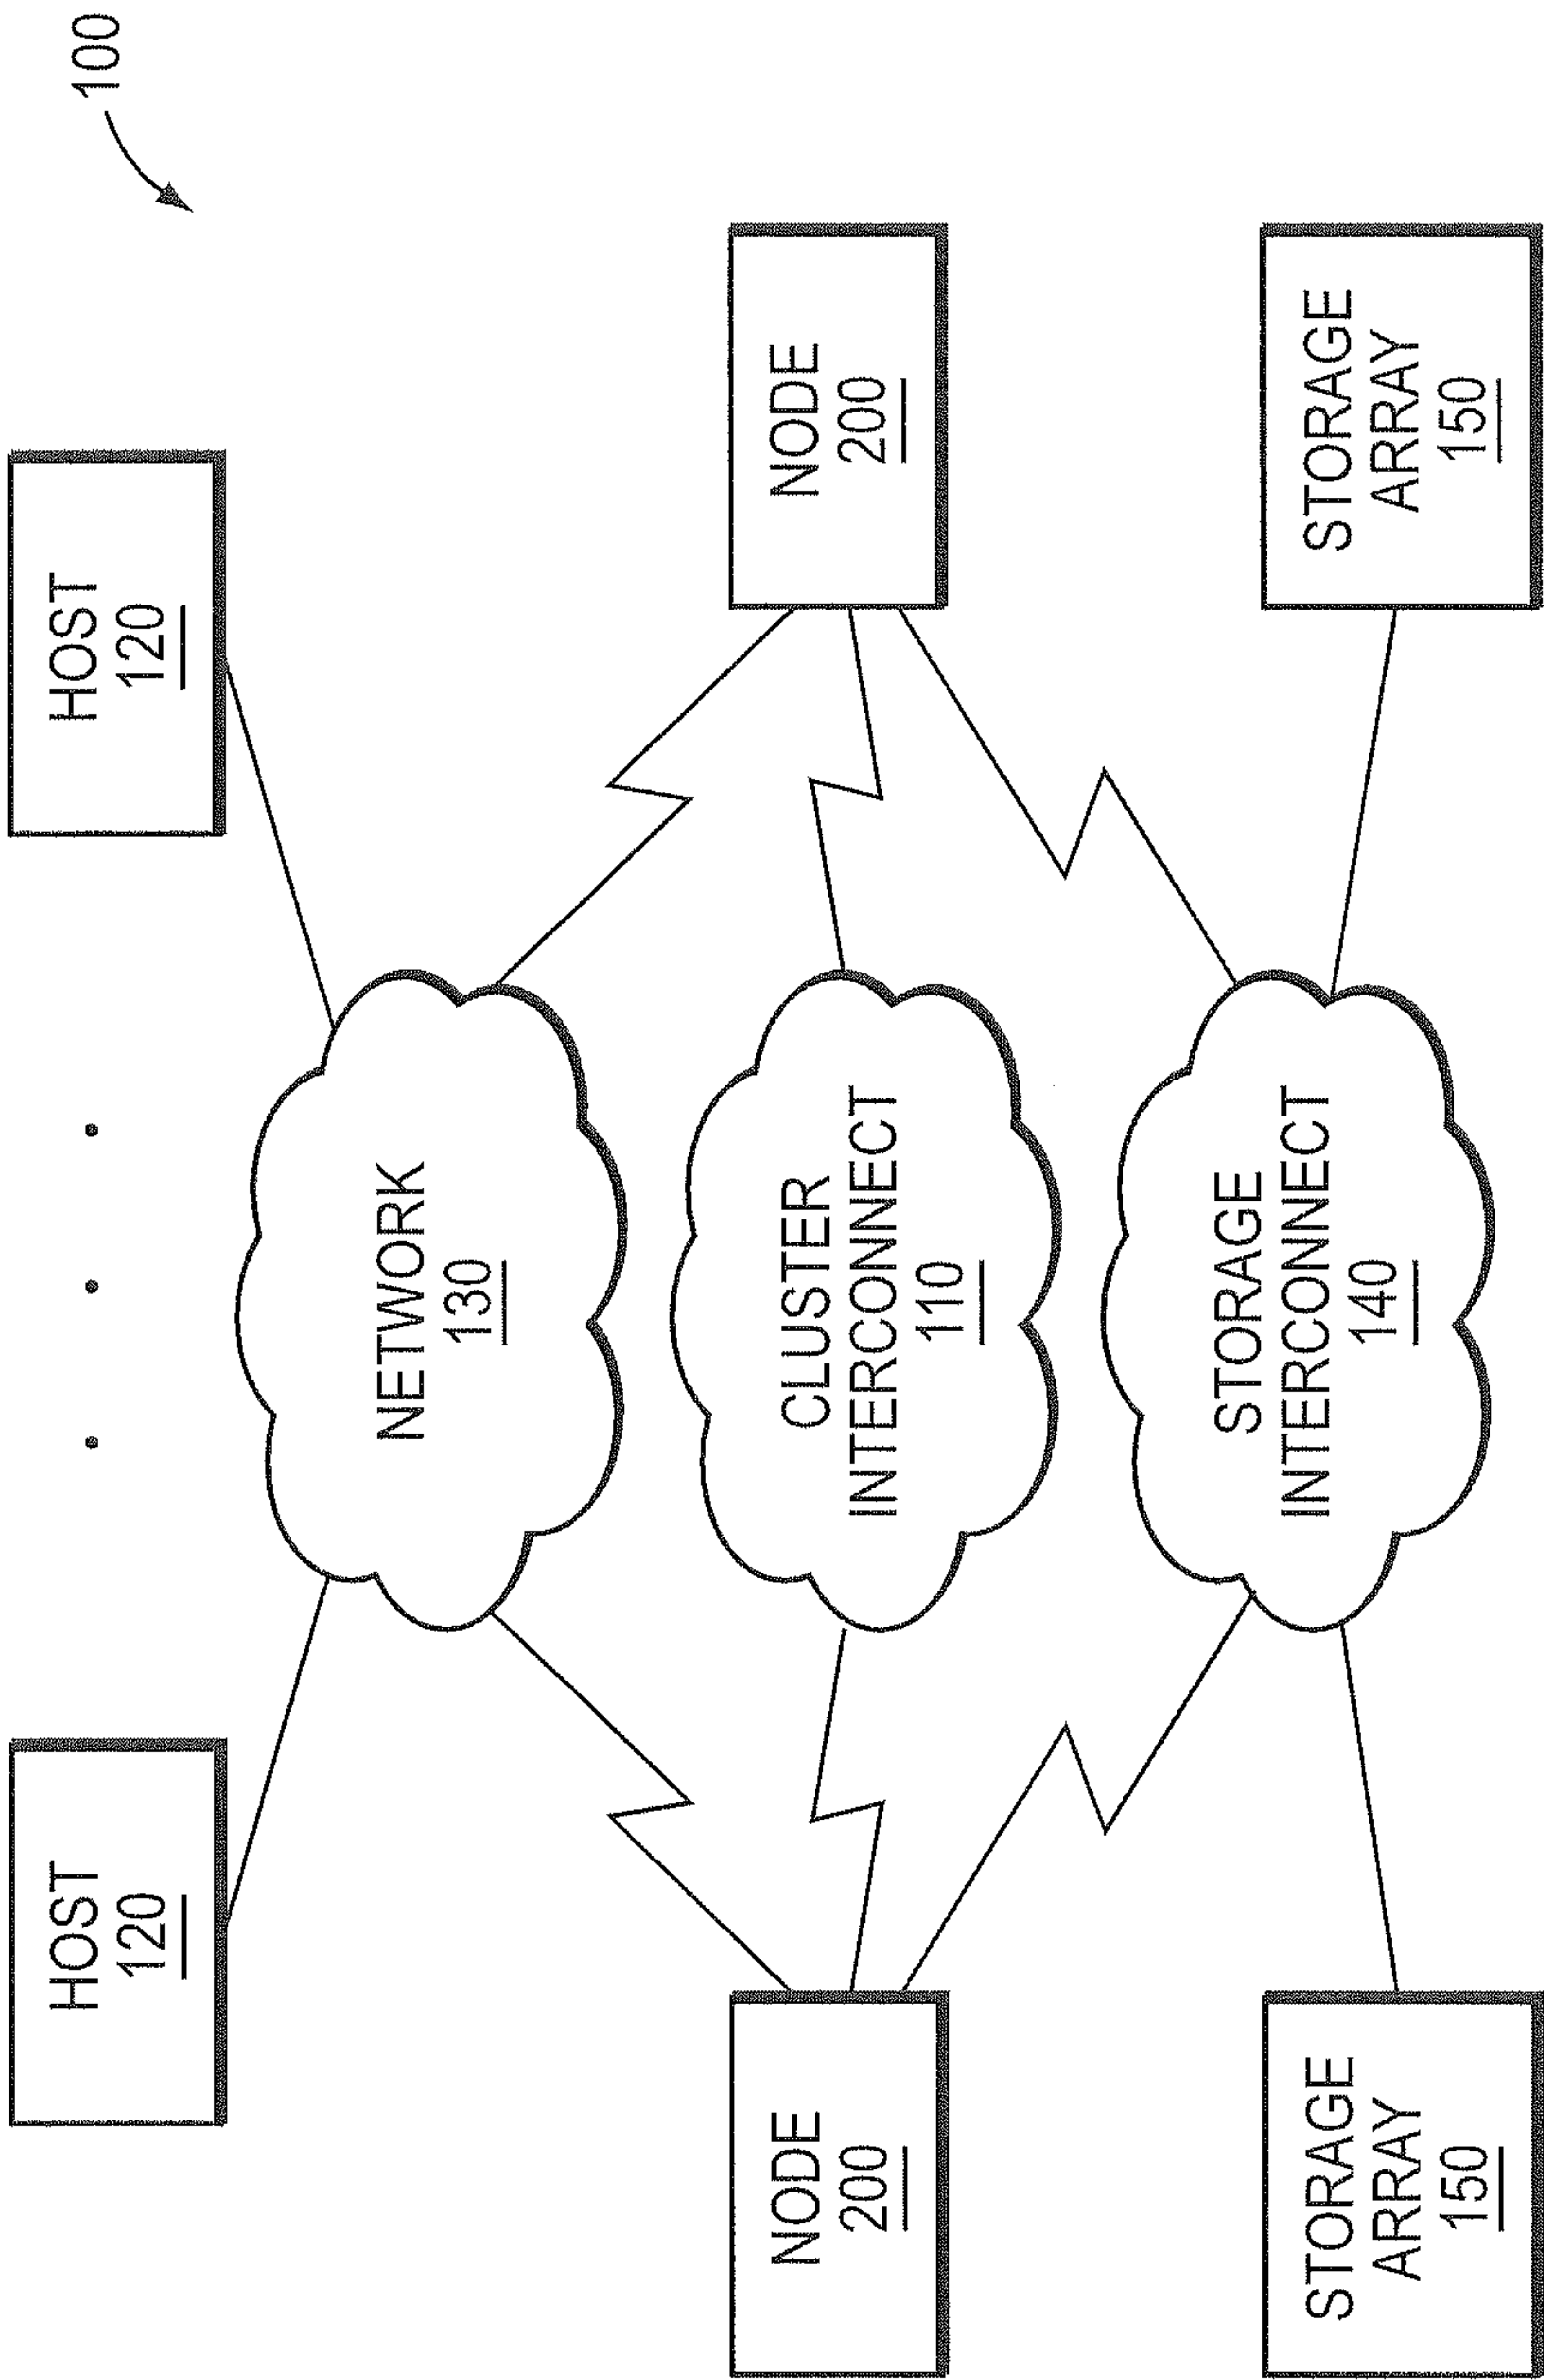 100
HOST
120
HOST
120
NETWORK
130
NODE
200
CLUSTER
INTERCONNECT
110
NODE
200
STORAGE
INTERCONNECT
140
STORAGE
ARRAY
150
STORAGE
ARRAY
150